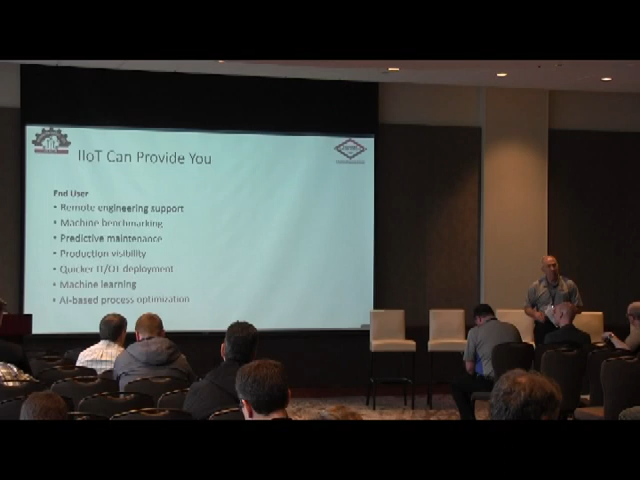 IIoT Can Provide You
End User
• Remote engineering support
• Machine benchmarking
• Predictive maintenance
• Production visibility
• Quicker IT/OT deployment
• Machine learning
• AI-based process optimization